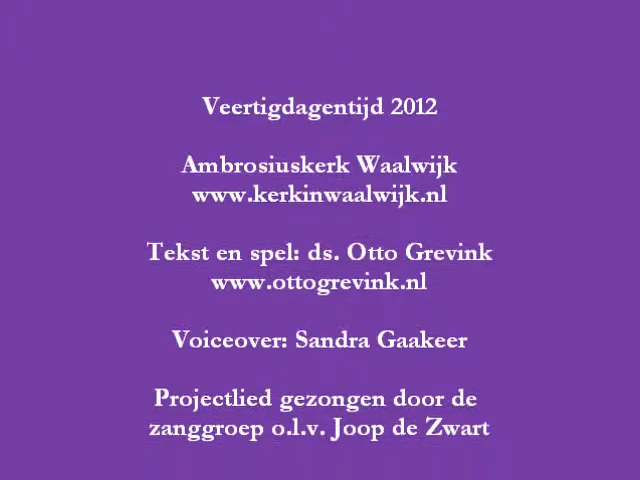 Veertigdagentijd 2012
Ambrosiuskerk Waalwijk
www.kerkinwaalwijk.nl
Tekst en spel: ds. Otto Grevink
www.ottogrevink.nl
Voiceover: Sandra Gaakeer
Projectlied gezongen door de
zanggroep o.l.v. Joop de Zwart